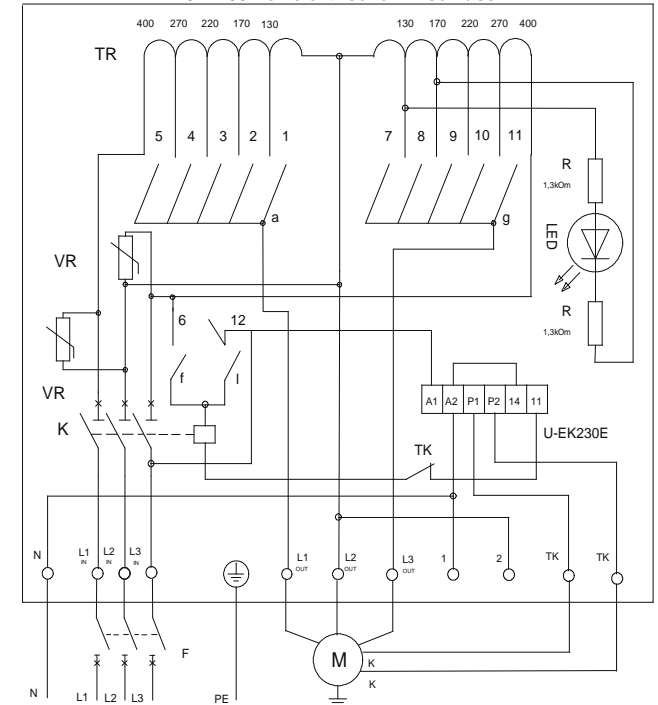 400 270 220 170 130
130 170 220 270 400
TR
5 4 3 2 1
7 8 9 10 11
a
g
R
1,3kOm
LED
R
1,3kOm
VR
VR
6 12
f l
K
A1 A2 P1 P2 14 11
U-EK230E
TK
N
L1 IN
L2 IN
L3 IN
L1 OUT
L2 OUT
L3 OUT
1
2
TK
TK
F
M
K
K
N
L1 L2 L3
PE